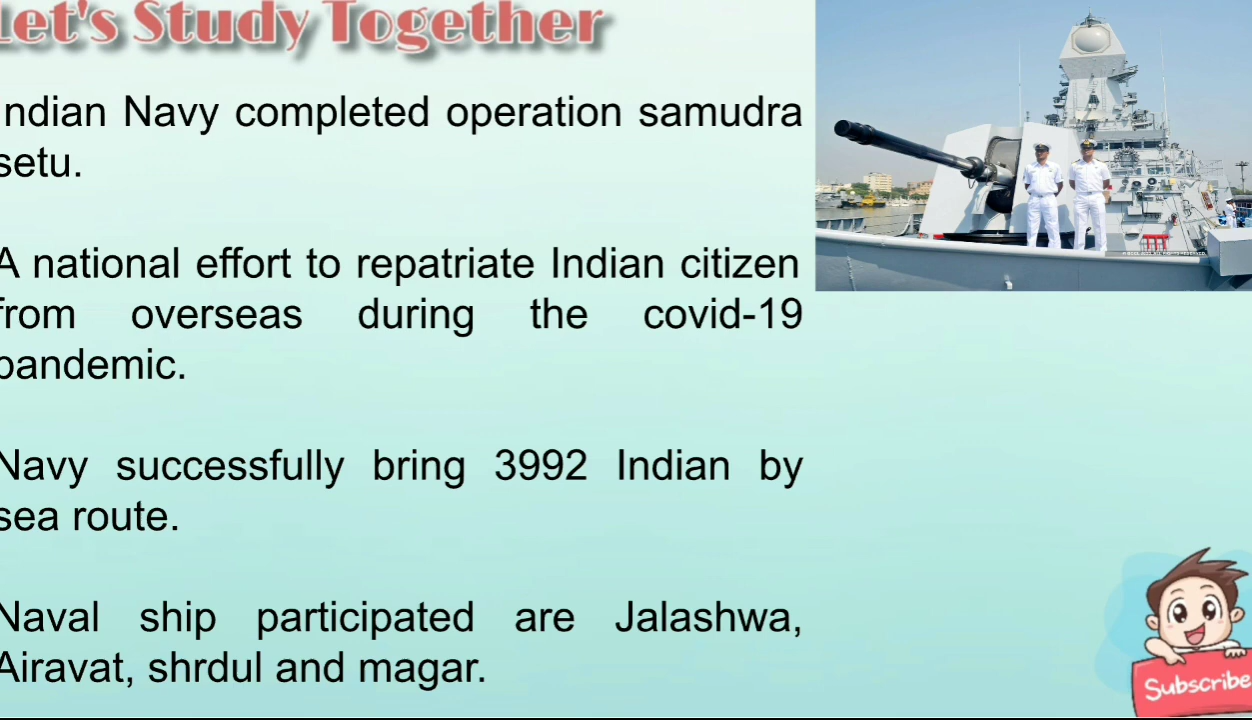 Let's Study Together
Indian Navy completed operation samudra
setu.
A national effort to repatriate Indian citizen
from overseas during the covid-19
pandemic.
Navy successfully bring 3992 Indian by
sea route.
Naval ship participated are Jalashwa,
Airavat, shrdul and magar.
Subscribe